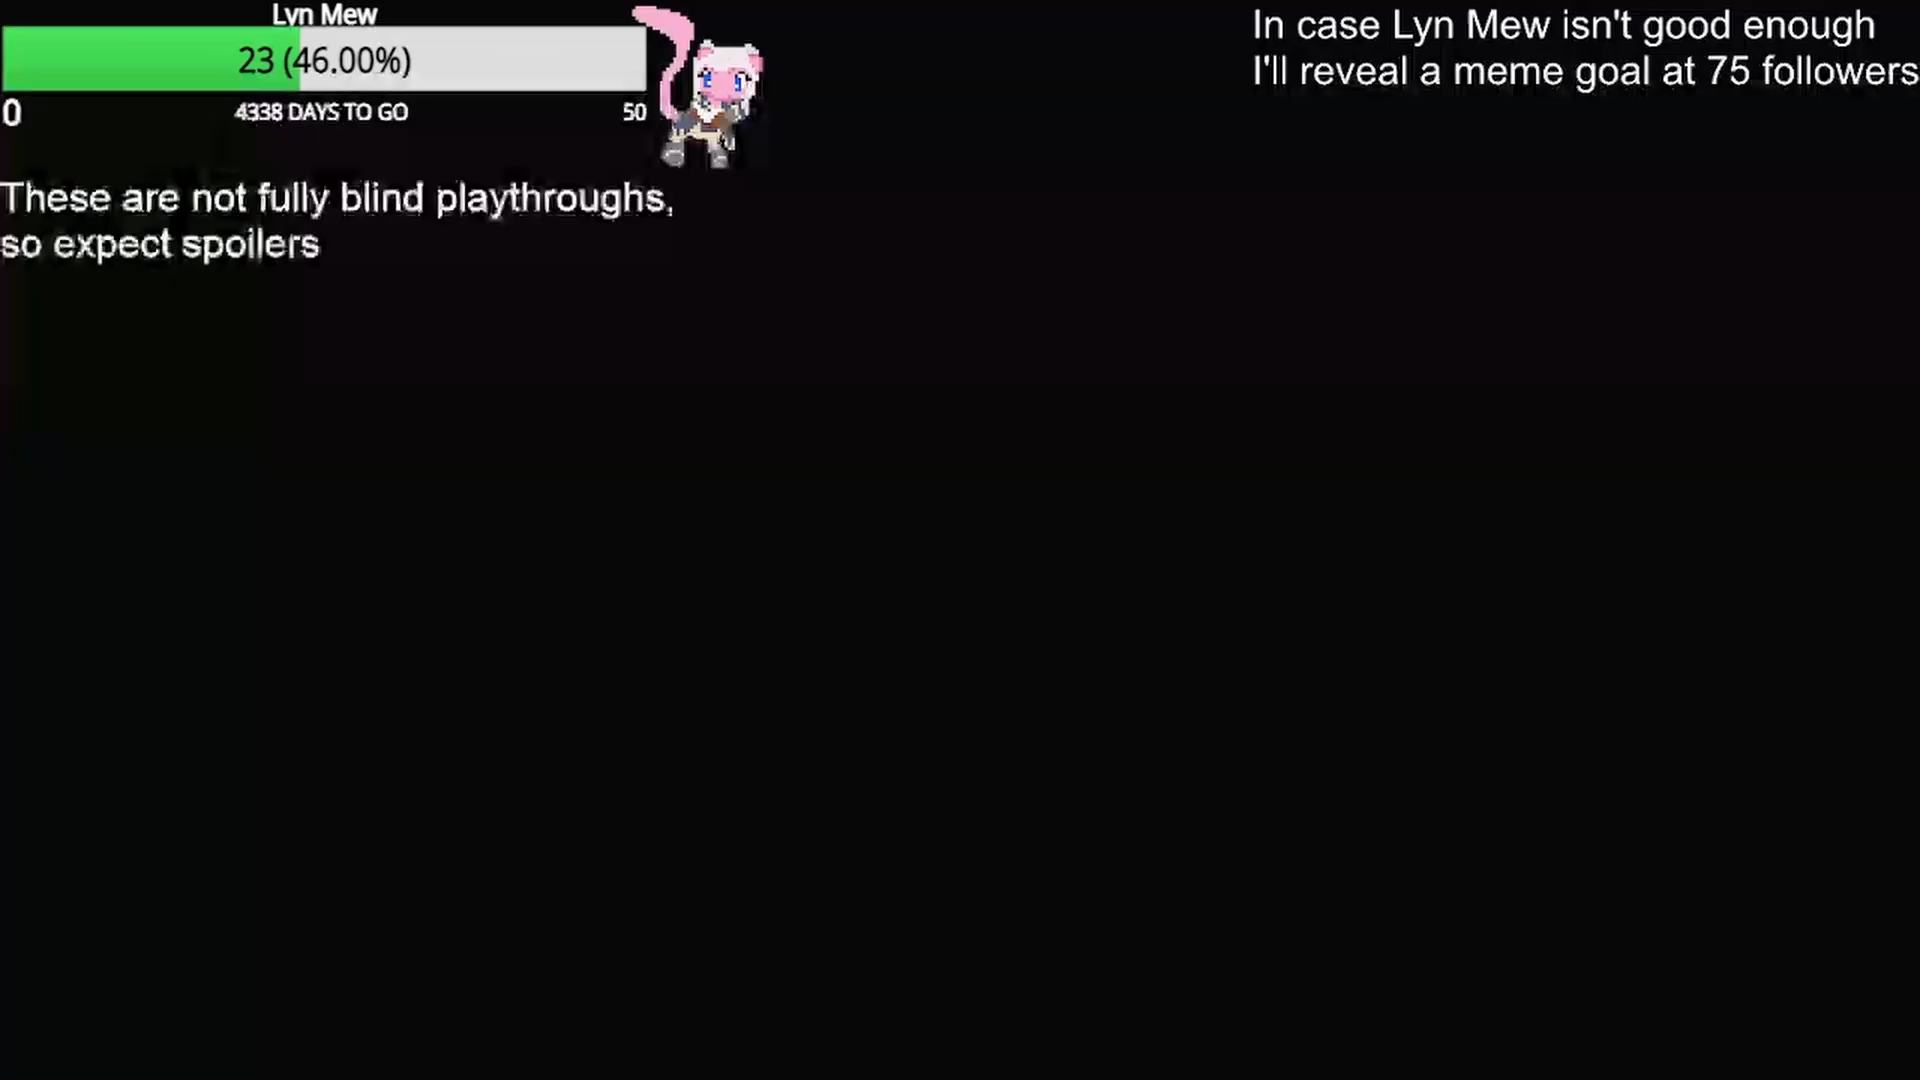 Lyn Mew
23 (46.00%)
0
4338 DAYS TO GO
50
In case Lyn Mew isn't good enough
I'll reveal a meme goal at 75 followers
These are not fully blind playthroughs,
so expect spoilers